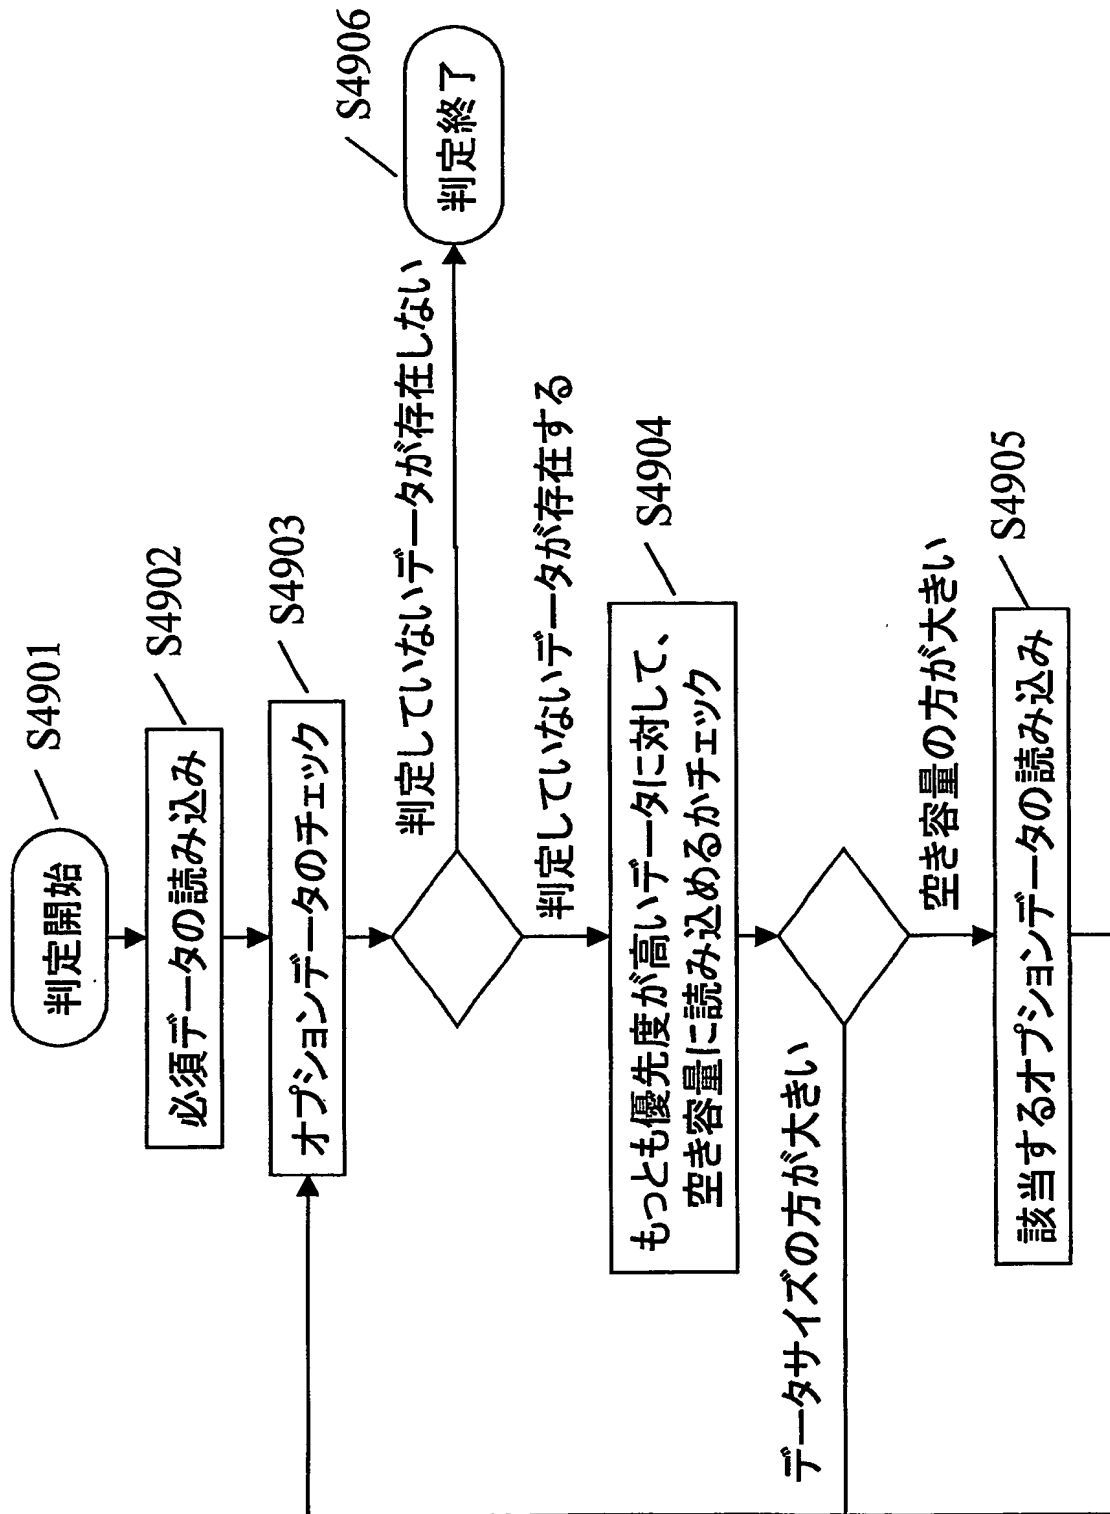 判定開始
S4901
必須データの読み込み
S4902
オプションデータのチェック
S4903
判定していないデータが存在しない
判定終了
S4906
判定していないデータが存在する
もっとも優先度が高いデータに対して、
空き容量に読み込めるかチェック
S4904
データサイズの方が大きい
空き容量の方が大きい
該当するオプションデータの読み込み
S4905